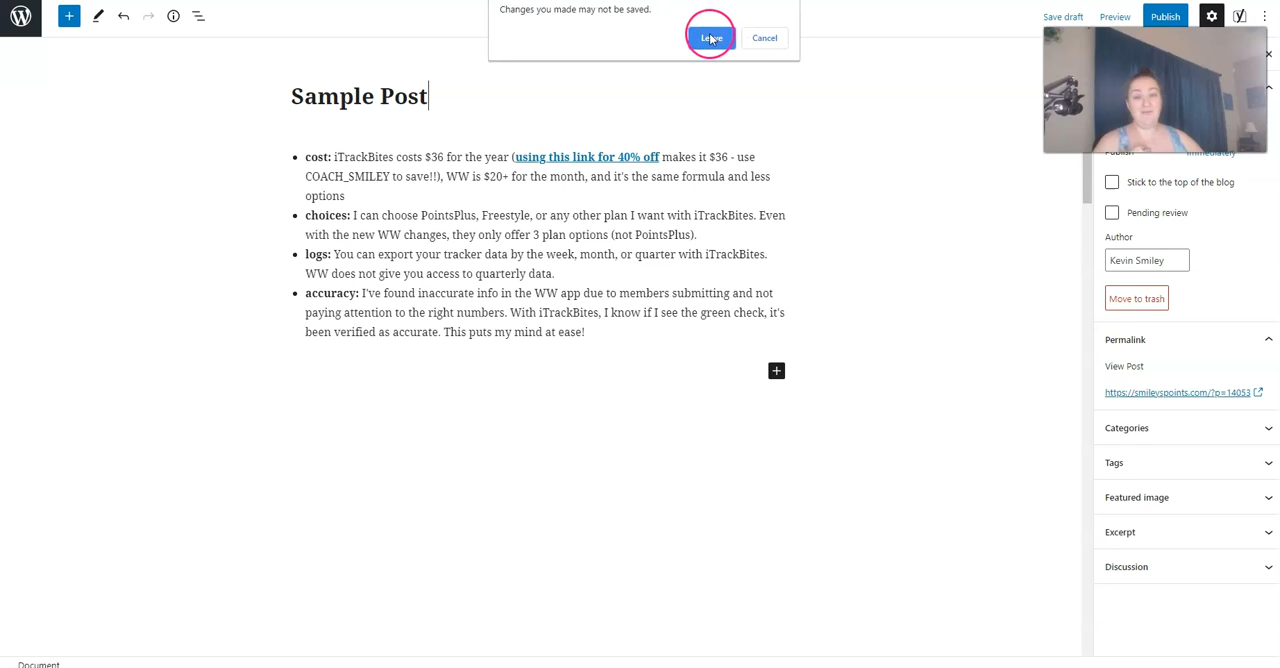 Changes you made may not be saved.
Save draft
Preview
Publish
Leave
Cancel
Sample Post
cost: iTrackBites costs $36 for the year (using this link for 40% off makes it $36 - use
COACH_SMILEY to save!!), WW is $20+ for the month, and it's the same formula and less
options
choices: I can choose PointsPlus, Freestyle, or any other plan I want with iTrackBites. Even
with the new WW changes, they only offer 3 plan options (not PointsPlus).
logs: You can export your tracker data by the week, month, or quarter with iTrackBites.
WW does not give you access to quarterly data.
accuracy: I've found inaccurate info in the WW app due to members submitting and not
paying attention to the right numbers. With iTrackBites, I know if I see the green check, it's
been verified as accurate. This puts my mind at ease!
Publish
Immediately
Stick to the top of the blog
Pending review
Author
Kevin Smiley
Move to trash
Permalink
View Post
https://smileyspoints.com/?p=14053
Categories
Tags
Featured image
Excerpt
Discussion
Document